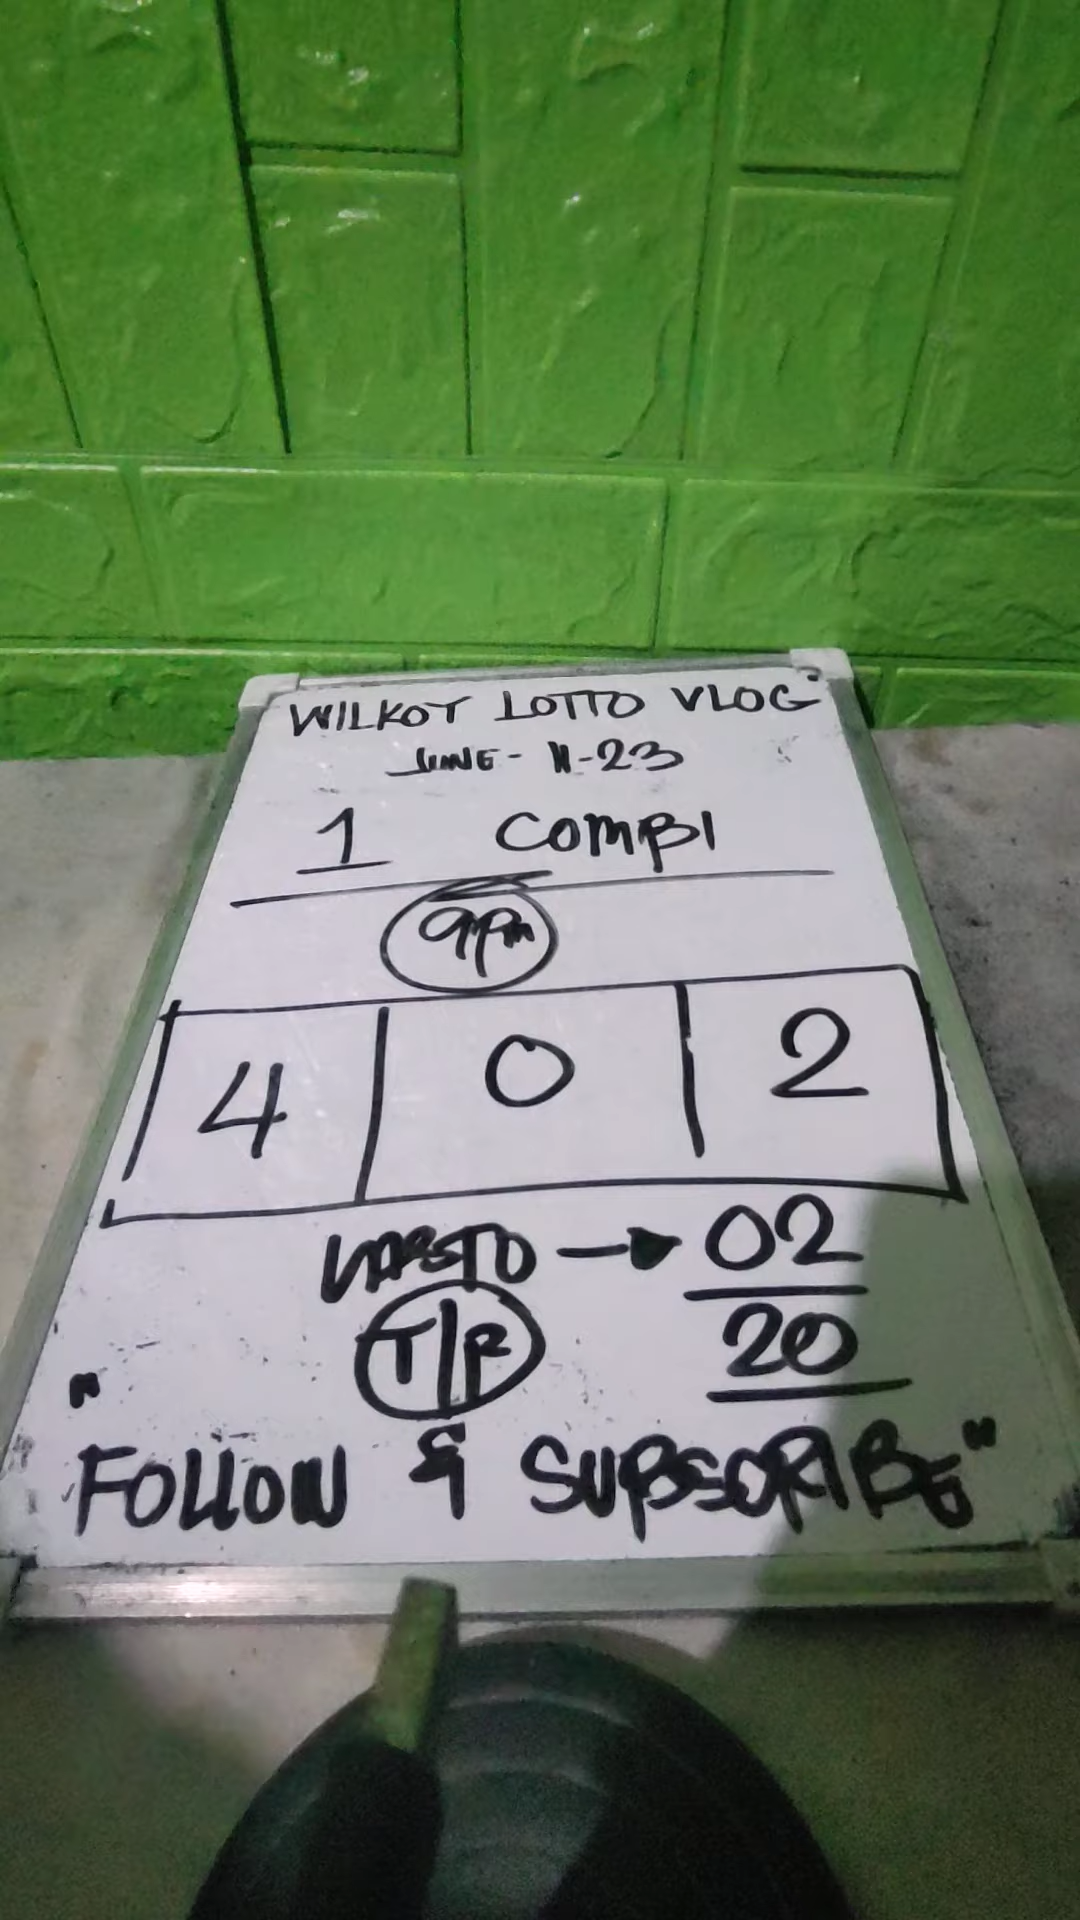 WILKOT LOTTO VLOG"
JUNE - 11-23
1 COMBI
9pm
4 0 2
→ 02
T/R 20
"
FOLLOW & SUBSCRIBE"